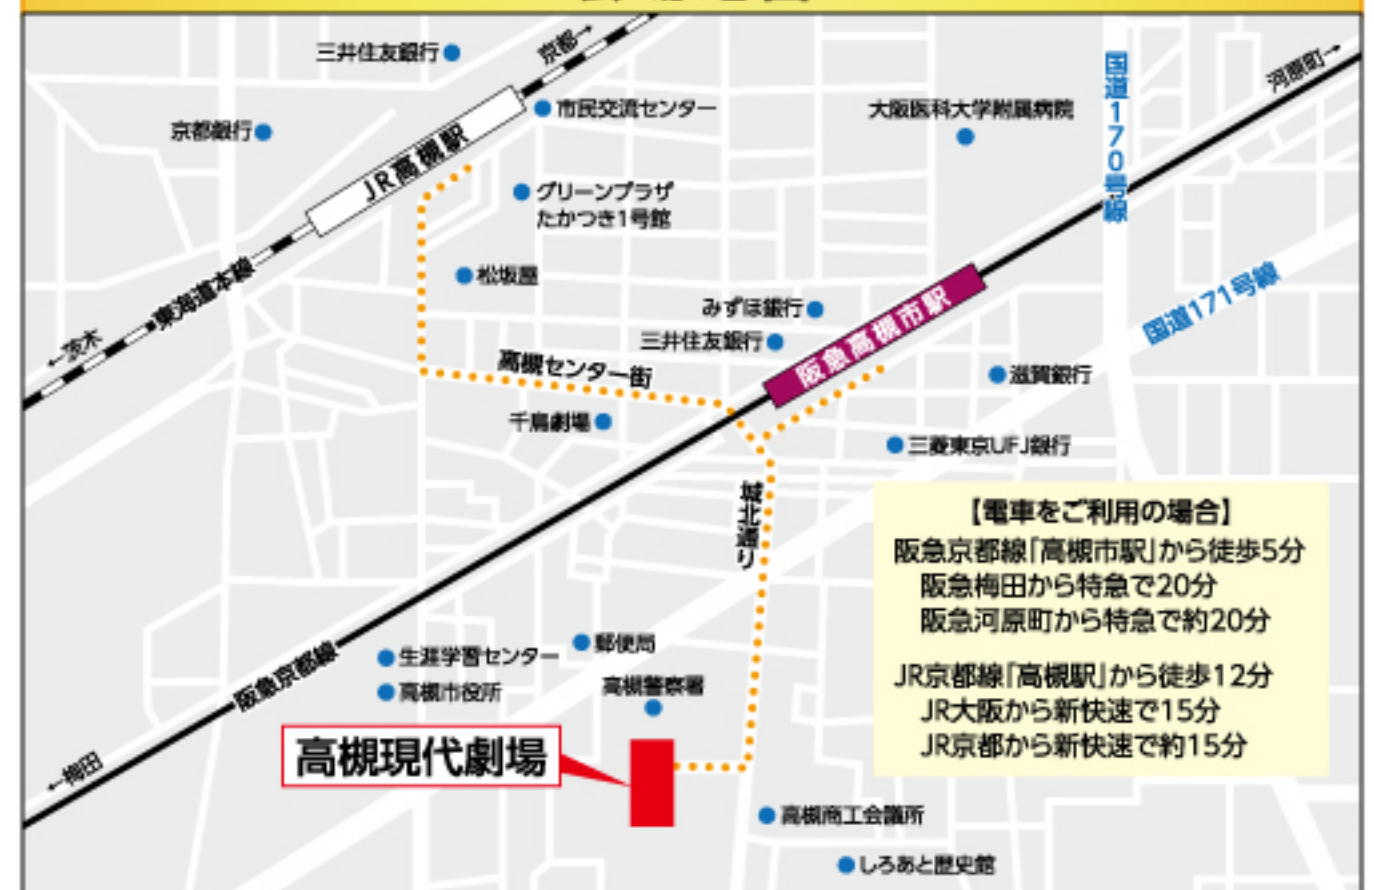 三井住友銀行
京都→
市民交流センター
京都銀行
JR高槻駅
大阪医科大学附属病院
国道170号線
河原町→
グリーンプラザ
たかつき1号館
松坂屋
東海道本線
←茨木
みずほ銀行
三井住友銀行
阪急高槻市駅
国道171号線
高槻センター街
滋賀銀行
千鳥劇場
三菱東京UFJ銀行
城北通り
【電車をご利用の場合】
阪急京都線「高槻市駅」から徒歩5分
阪急梅田から特急で20分
阪急河原町から特急で約20分
JR京都線「高槻駅」から徒歩12分
JR大阪から新快速で15分
JR京都から新快速で約15分
郵便局
生涯学習センター
高槻市役所
高槻警察署
阪急京都線
高槻現代劇場
←梅田
高槻商工会議所
しろあと歴史館